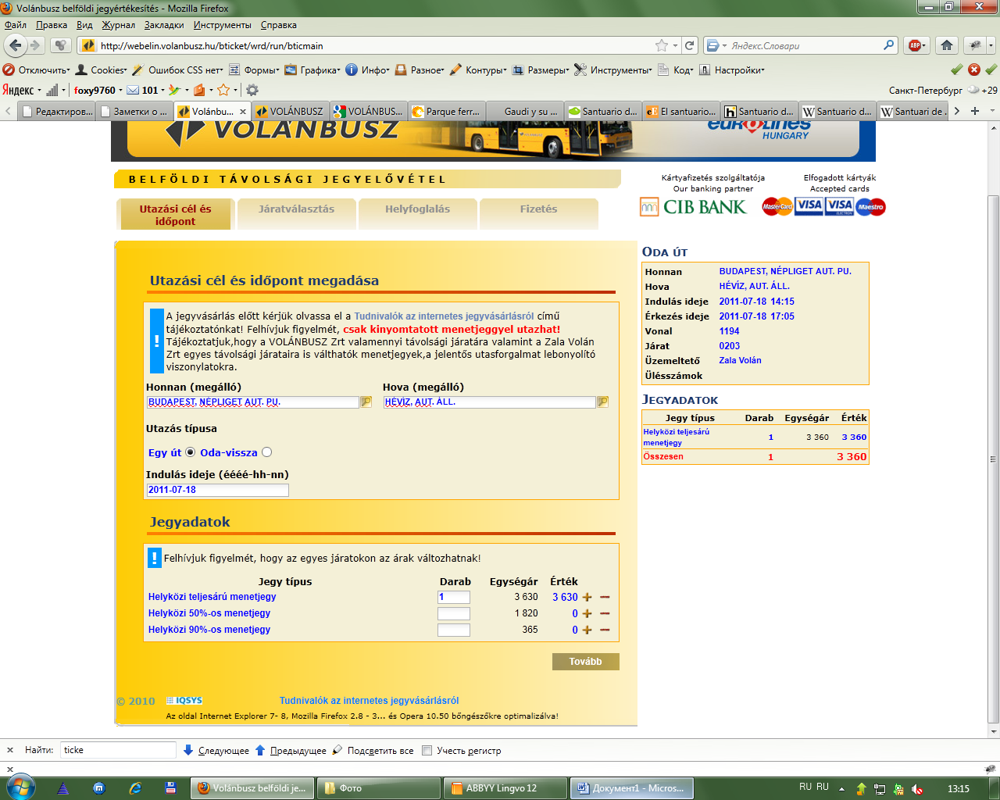 Volánbusz belföldi jegyértékesítés - Mozilla Firefox
Файл Правка Вид Журнал Закладки Инструменты Справка
http://webelin.volanbusz.hu/bticket/wrd/run/bticmain
Яндекс.Словари
ABP
Отключить Cookies Ошибок CSS нет Формы Графика Инфо Разное Контуры Размеры Инструменты Код Настройки
Яндекс foxy9760 101 Санкт-Петербург +29
Редактиров... Заметки о ... Volánbu... VOLÁNBUSZ VOLÁNBUS... Parque ferr... Gaudi y su ... Santuario d... El santuario... Santuario d... Santuario d... Santuari de ...
VOLÁNBUSZ
eurolines
HUNGARY
BELFÖLDI TÁVOLSÁGI JEGYELŐVÉTEL
Kártyafizetés szolgáltatója
Our banking partner
Elfogadott kártyák
Accepted cards
CIB BANK
MasterCard VISA VISA Maestro
ELECTRON
Utazási cél és időpont
Járatválasztás
Helyfoglalás
Fizetés
Utazási cél és időpont megadása
! A jegyvásárlás előtt kérjük olvassa el a Tudnivalók az internetes jegyvásárlásról című
tájékoztatónkat! Felhívjuk figyelmét, csak kinyomtatott menetjeggyel utazhat!
Tájékoztatjuk,hogy a VOLÁNBUSZ Zrt valamennyi távolsági járatára valamint a Zala Volán
Zrt egyes távolsági járataira is válthatók menetjegyek,a jelentős utasforgalmat lebonyolító
viszonylatokra.
Honnan (megálló) Hova (megálló)
BUDAPEST, NÉPLIGET AUT. PU. HÉVÍZ, AUT. ÁLL.
Utazás típusa
Egy út Oda-vissza
Indulás ideje (éééé-hh-nn)
2011-07-18
Jegyadatok
! Felhívjuk figyelmét, hogy az egyes járatokon az árak változhatnak!
Jegy típus Darab Egységár Érték
Helyközi teljesárú menetjegy 1 3 630 3 630
Helyközi 50%-os menetjegy 1 820 0
Helyközi 90%-os menetjegy 365 0
Tovább
© 2010 IQSYS Tudnivalók az internetes jegyvásárlásról
Az oldal Internet Explorer 7- 8, Mozilla Firefox 2.8 - 3... és Opera 10.50 böngészőkre optimalizálva!
Oda út
Honnan BUDAPEST, NÉPLIGET AUT. PU.
Hova HÉVÍZ, AUT. ÁLL.
Indulás ideje 2011-07-18 14:15
Érkezés ideje 2011-07-18 17:05
Vonal 1194
Járat 0203
Üzemeltető Zala Volán
Ülésszámok
Jegyadatok
Jegy típus Darab Egységár Érték
Helyközi teljesárú
menetjegy 1 3 360 3 360
Összesen 1 3 360
Найти: ticke Следующее Предыдущее Подсветить все Учесть регистр
Volánbusz belföldi je... Фото ABBYY Lingvo 12 Документ1 - Micros... RU RU 13:15